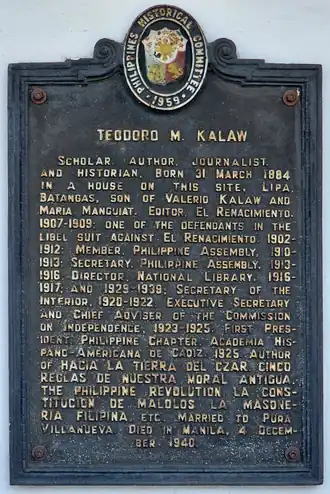 PHILIPPINES HISTORICAL COMMITTEE
·1959·
TEODORO M. KALAW
SCHOLAR, AUTHOR, JOURNALIST,
AND HISTORIAN, BORN 31 MARCH 1884
IN A HOUSE ON THIS SITE, LIPA,
BATANGAS, SON OF VALERIO KALAW AND
MARIA MANGUIAT. EDITOR, EL RENACIMIENTO,
1907-1909; ONE OF THE DEFENDANTS IN THE
LIBEL SUIT AGAINST EL RENACIMIENTO 1902-
1912; MEMBER, PHILIPPINE ASSEMBLY, 1910-
1913; SECRETARY, PHILIPPINE ASSEMBLY, 1913-
1916; DIRECTOR, NATIONAL LIBRARY, 1916-
1917; AND 1929-1939; SECRETARY OF THE
INTERIOR, 1920-1922. EXECUTIVE SECRETARY
AND CHIEF ADVISER OF THE COMMISSION
ON INDEPENDENCE, 1923-1925. FIRST PRES-
IDENT, PHILIPPINE CHAPTER, ACADEMIA HIS-
PANO-AMERICANA DE CADIZ, 1925. AUTHOR
OF HACIA LA TIERRA DEL CZAR, CINCO
REGLAS DE NUESTRA MORAL ANTIGUA,
THE PHILIPPINE REVOLUTION, LA CONS-
TITUCION DE MALOLOS, LA MASONE-
RIA FILIPINA, ETC. MARRIED TO PURA
VILLANUEVA. DIED IN MANILA, 4 DECEM-
BER, 1940.